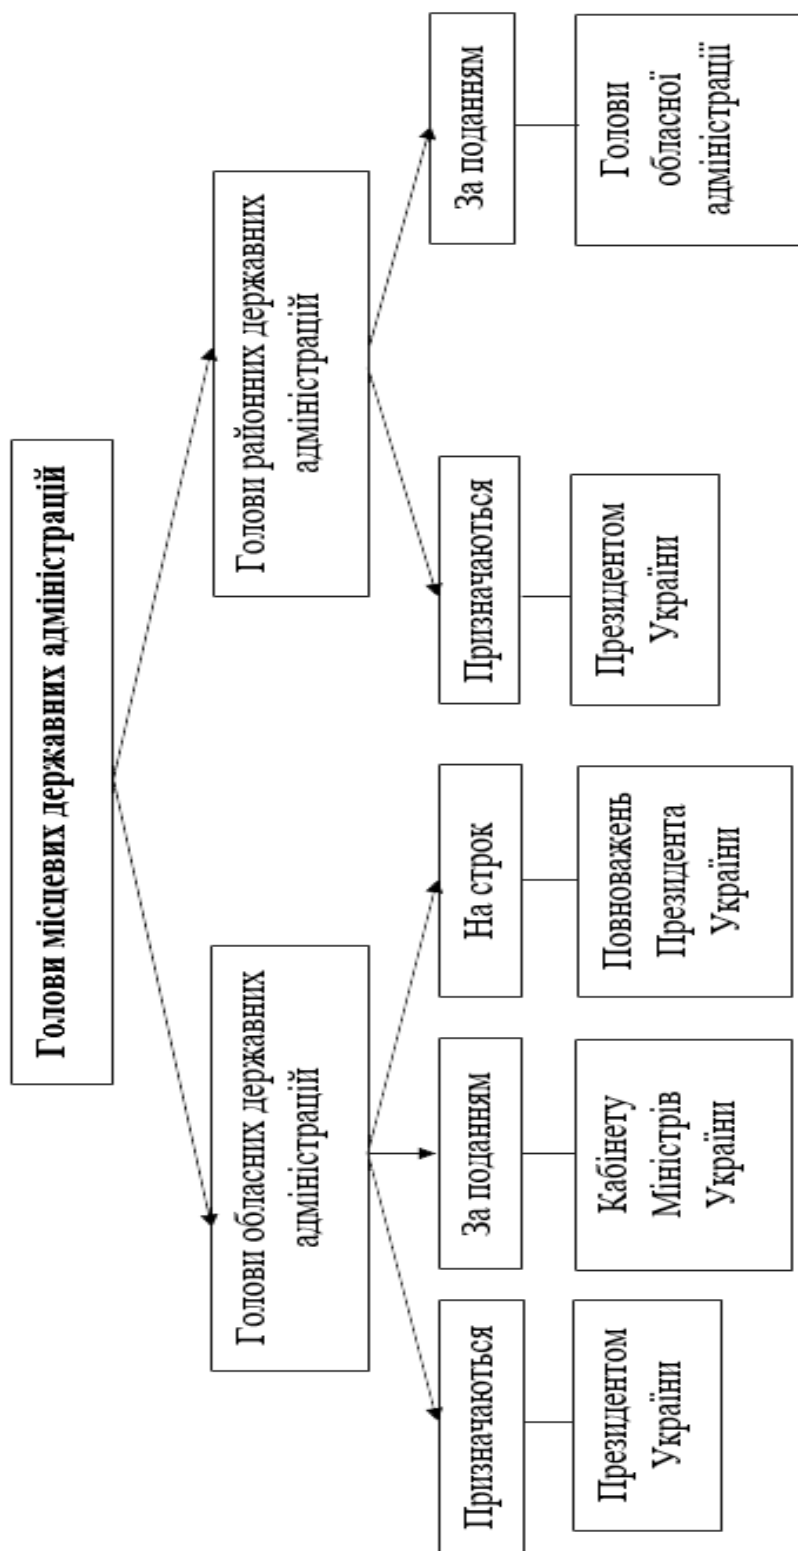 Голови місцевих державних адміністрацій
Голови обласних державних
адміністрацій
Голови районних державних
адміністрацій
Призначаються
За поданням
На строк
Призначаються
За поданням
Президентом
України
Кабінету
Міністрів
України
Повноважень
Президента
України
Президентом
України
Голови
обласної
адміністрації